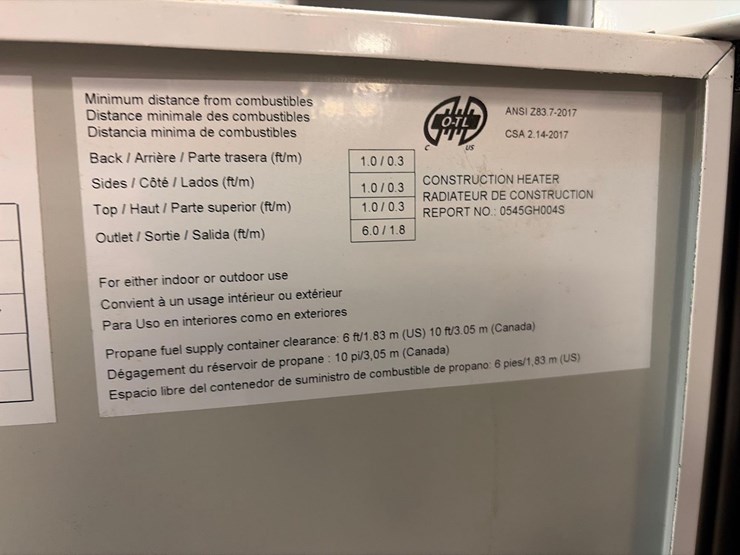 Minimum distance from combustibles
Distance minimale des combustibles
Distancia minima de combustibles
Back / Arrière / Parte trasera (ft/m) 1.0 / 0.3
Sides / Côté / Lados (ft/m) 1.0 / 0.3
Top / Haut / Parte superior (ft/m) 1.0 / 0.3
Outlet / Sortie / Salida (ft/m) 6.0 / 1.8
O-TL
C US
ANSI Z83.7-2017
CSA 2.14-2017
CONSTRUCTION HEATER
RADIATEUR DE CONSTRUCTION
REPORT NO.: 0545GH004S
For either indoor or outdoor use
Convient à un usage intérieur ou extérieur
Para Uso en interiores como en exteriores
Propane fuel supply container clearance: 6 ft/1.83 m (US) 10 ft/3.05 m (Canada)
Dégagement du réservoir de propane : 10 pi/3,05 m (Canada)
Espacio libre del contenedor de suministro de combustible de propano: 6 pies/1,83 m (US)